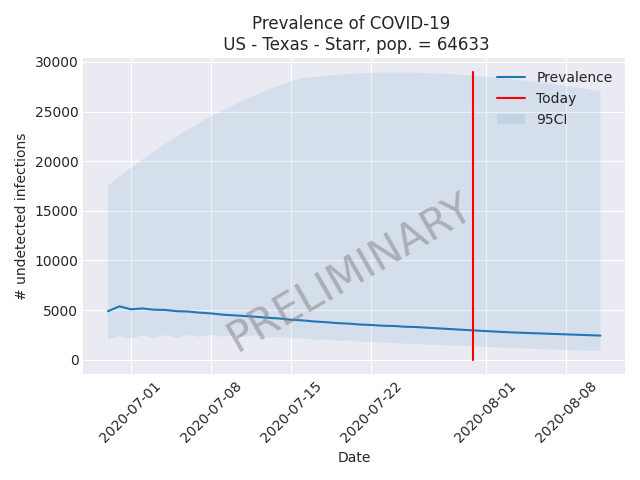 Prevalence of COVID-19
US - Texas - Starr, pop. = 64633
30000
25000
20000
15000
10000
5000
0
# undetected infections
Prevalence
Today
95CI
PRELIMINARY
2020-07-01
2020-07-08
2020-07-15
2020-07-22
2020-08-01
2020-08-08
Date